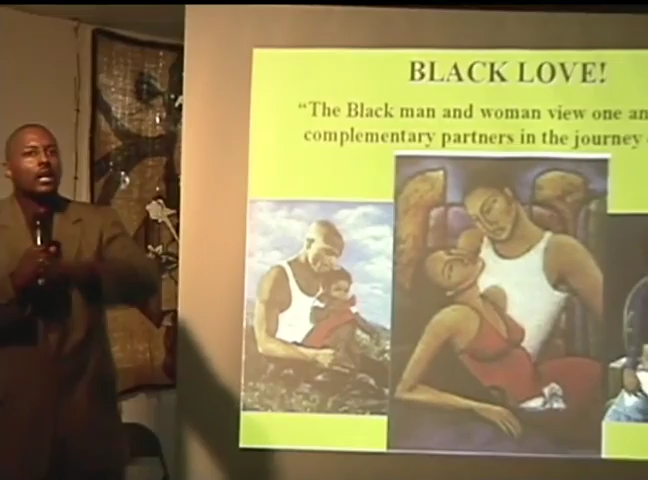 BLACK LOVE!
“The Black man and woman view one an
complementary partners in the journey